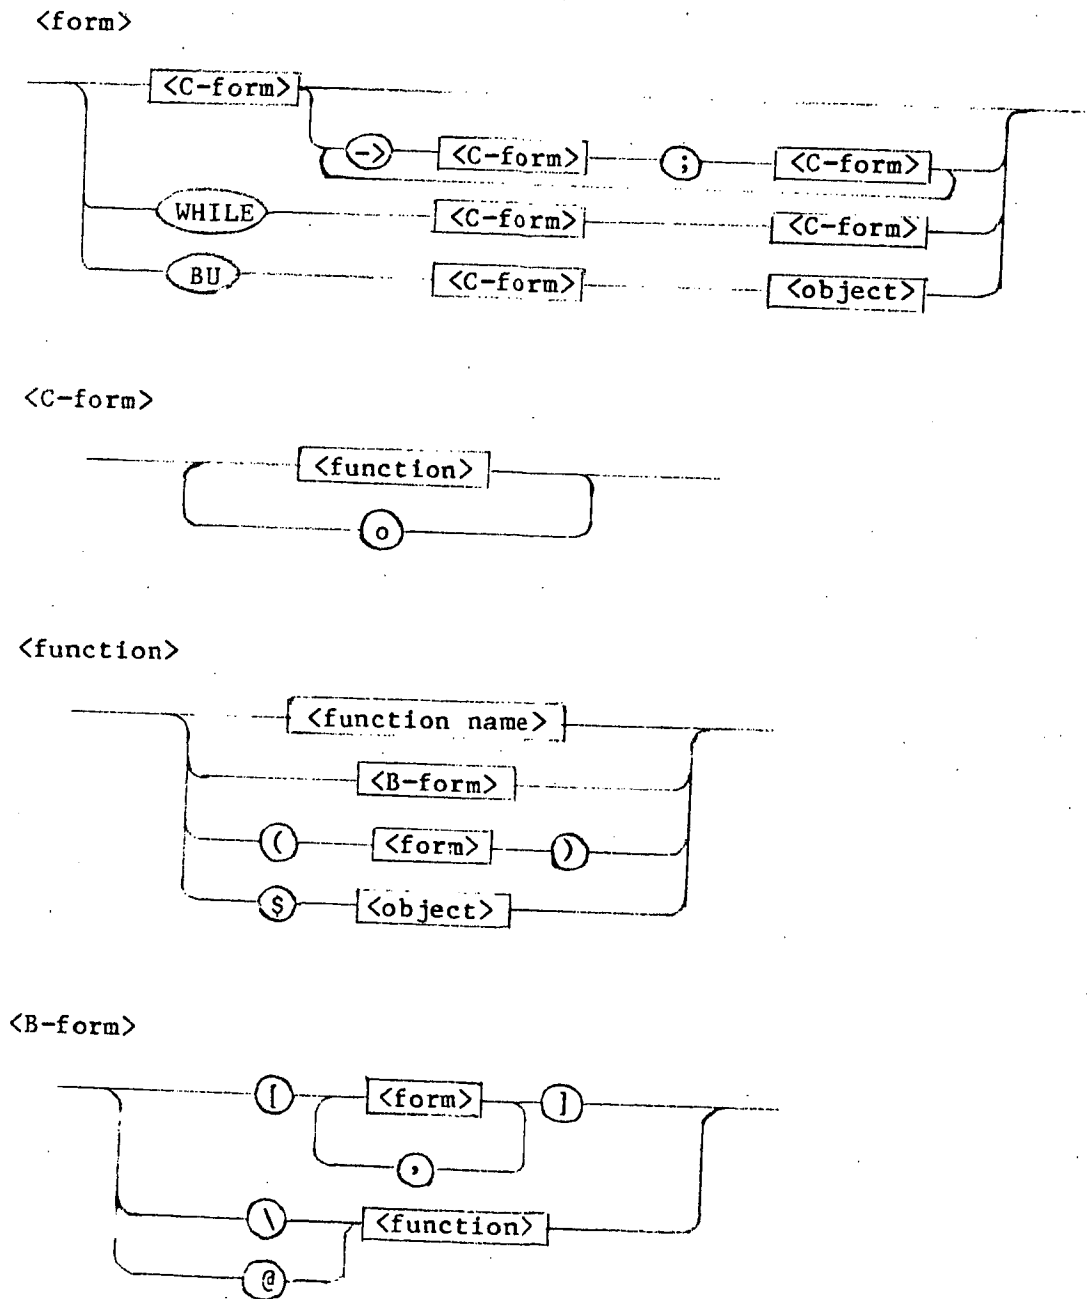 <form>
<C-form>
-> <C-form> ; <C-form>
WHILE <C-form> <C-form>
BU <C-form> <object>
<C-form>
<function>
o
<function>
<function name>
<B-form>
( <form> )
$ <object>
<B-form>
[ <form> ]
,
\ <function>
@